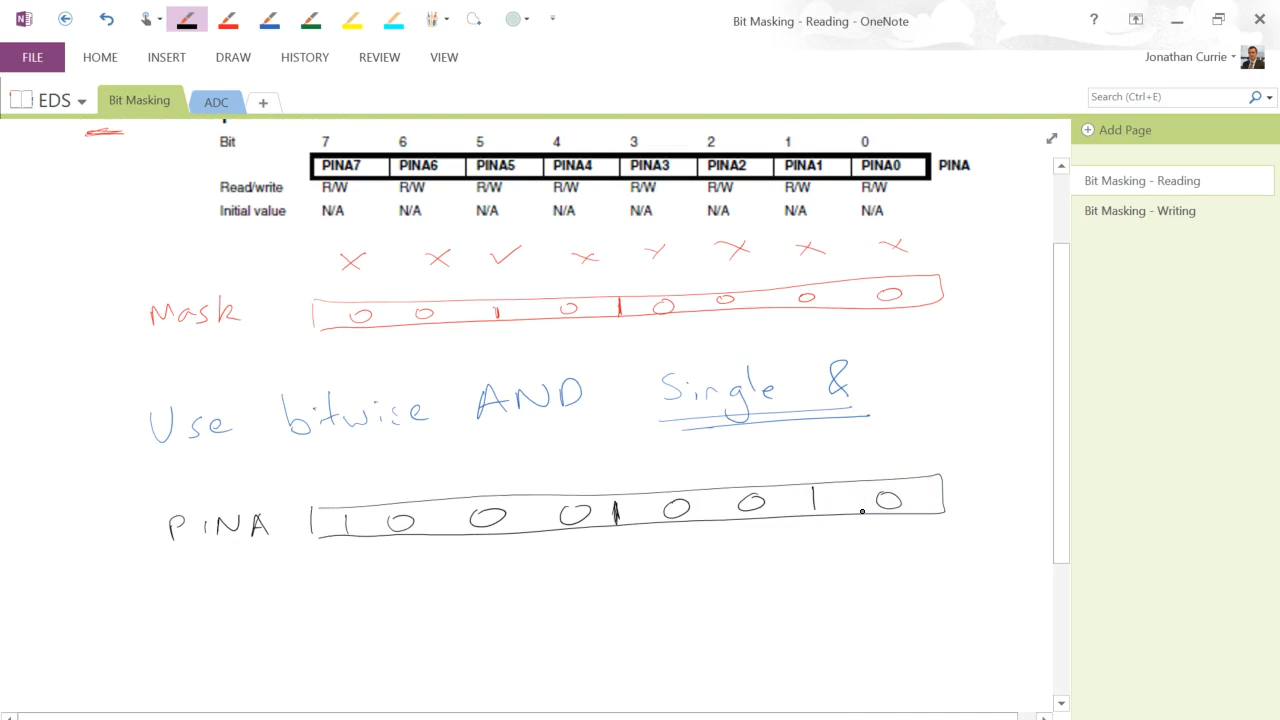 Bit Masking - Reading - OneNote
?
FILE HOME INSERT DRAW HISTORY REVIEW VIEW
Jonathan Currie
EDS Bit Masking ADC
Search (Ctrl+E)
Add Page
Bit Masking - Reading
Bit Masking - Writing
Bit 7 6 5 4 3 2 1 0
PINA7 PINA6 PINA5 PINA4 PINA3 PINA2 PINA1 PINA0 PINA
Read/write R/W R/W R/W R/W R/W R/W R/W R/W
Initial value N/A N/A N/A N/A N/A N/A N/A N/A
X X ✓ X X X X X
Mask 0 0 1 0 | 0 0 0 0
Use bitwise AND Single &
PINA 1 0 0 0 | 0 0 1 0